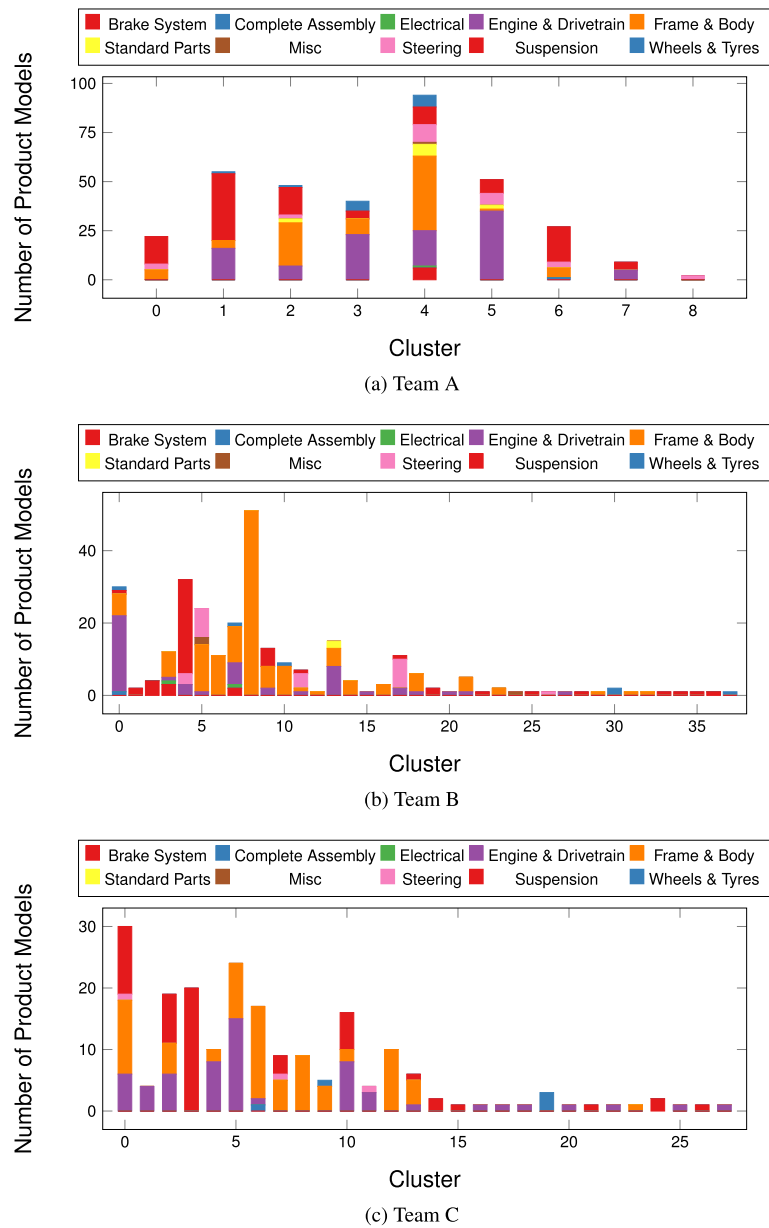 Brake System Complete Assembly Electrical Engine & Drivetrain Frame & Body
Standard Parts Misc Steering Suspension Wheels & Tyres
100
75
50
25
0
Number of Product Models
0 1 2 3 4 5 6 7 8
Cluster
(a) Team A
Brake System Complete Assembly Electrical Engine & Drivetrain Frame & Body
Standard Parts Misc Steering Suspension Wheels & Tyres
40
20
0
Number of Product Models
0 5 10 15 20 25 30 35
Cluster
(b) Team B
Brake System Complete Assembly Electrical Engine & Drivetrain Frame & Body
Standard Parts Misc Steering Suspension Wheels & Tyres
30
20
10
0
Number of Product Models
0 5 10 15 20 25
Cluster
(c) Team C